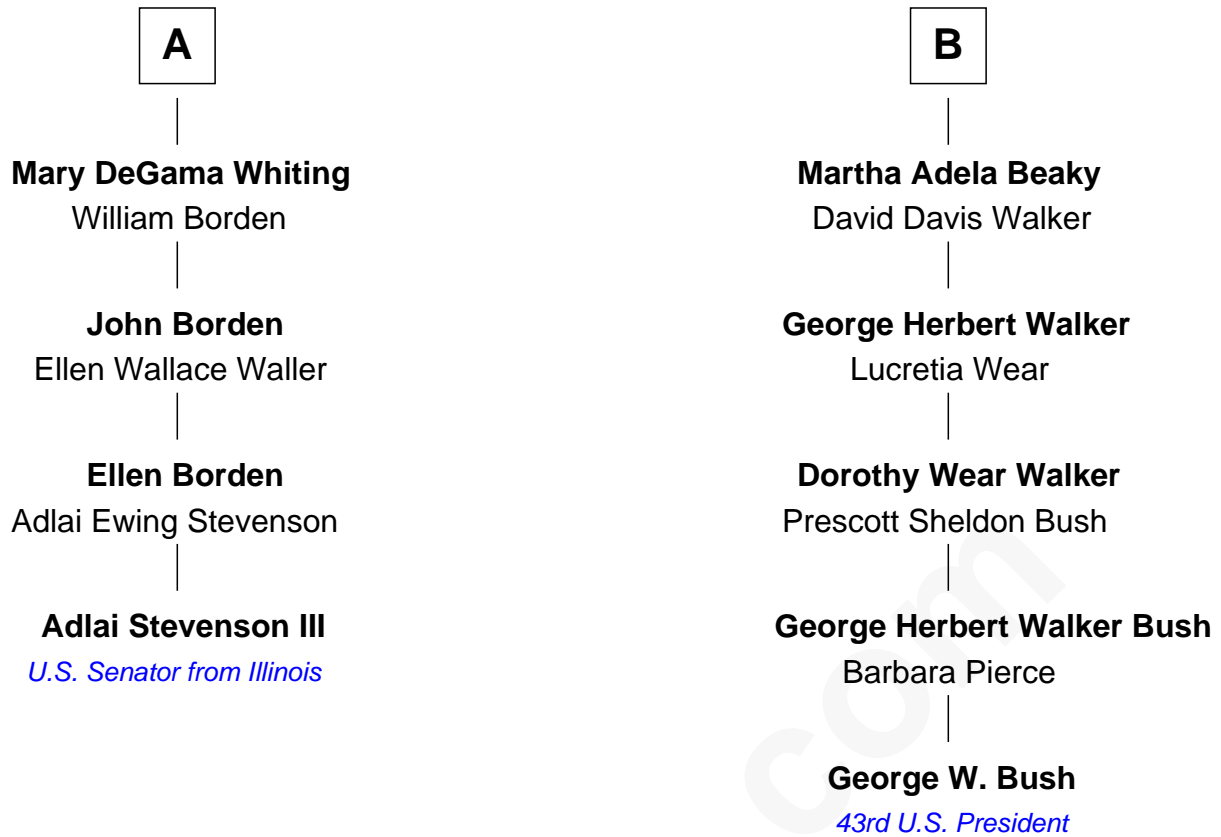 A
Mary DeGama Whiting
William Borden
John Borden
Ellen Wallace Waller
Ellen Borden
Adlai Ewing Stevenson
Adlai Stevenson III
U.S. Senator from Illinois
B
Martha Adela Beaky
David Davis Walker
George Herbert Walker
Lucretia Wear
Dorothy Wear Walker
Prescott Sheldon Bush
George Herbert Walker Bush
Barbara Pierce
George W. Bush
43rd U.S. President
com